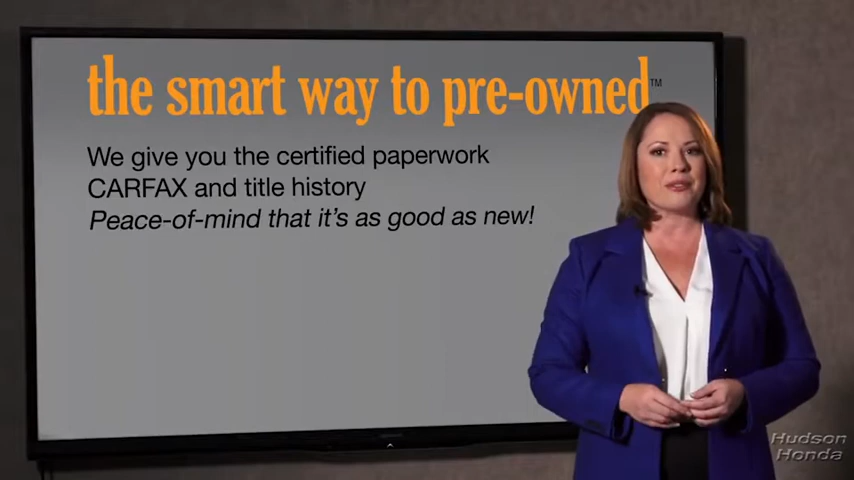 the smart way to pre-owned™
We give you the certified paperwork
CARFAX and title history
Peace-of-mind that it's as good as new!
Hudson
Honda